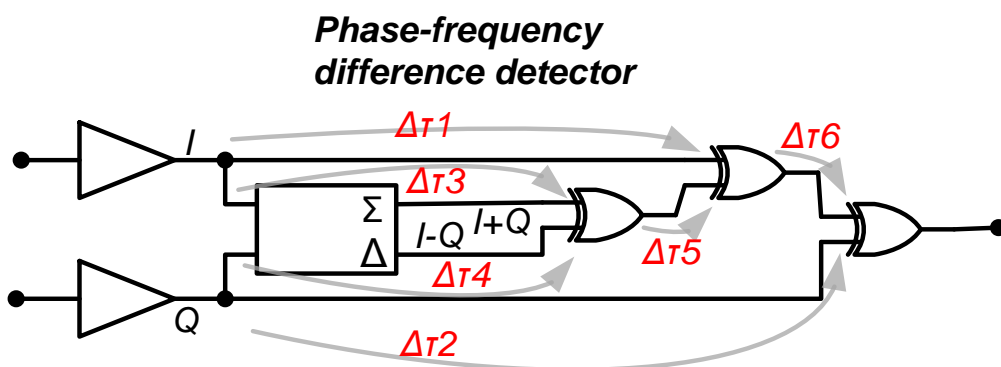 Phase-frequency
difference detector
I
Δτ1
Δτ6
Δτ3
Σ
I-Q
I+Q
Δ
Δτ5
Δτ4
Q
Δτ2